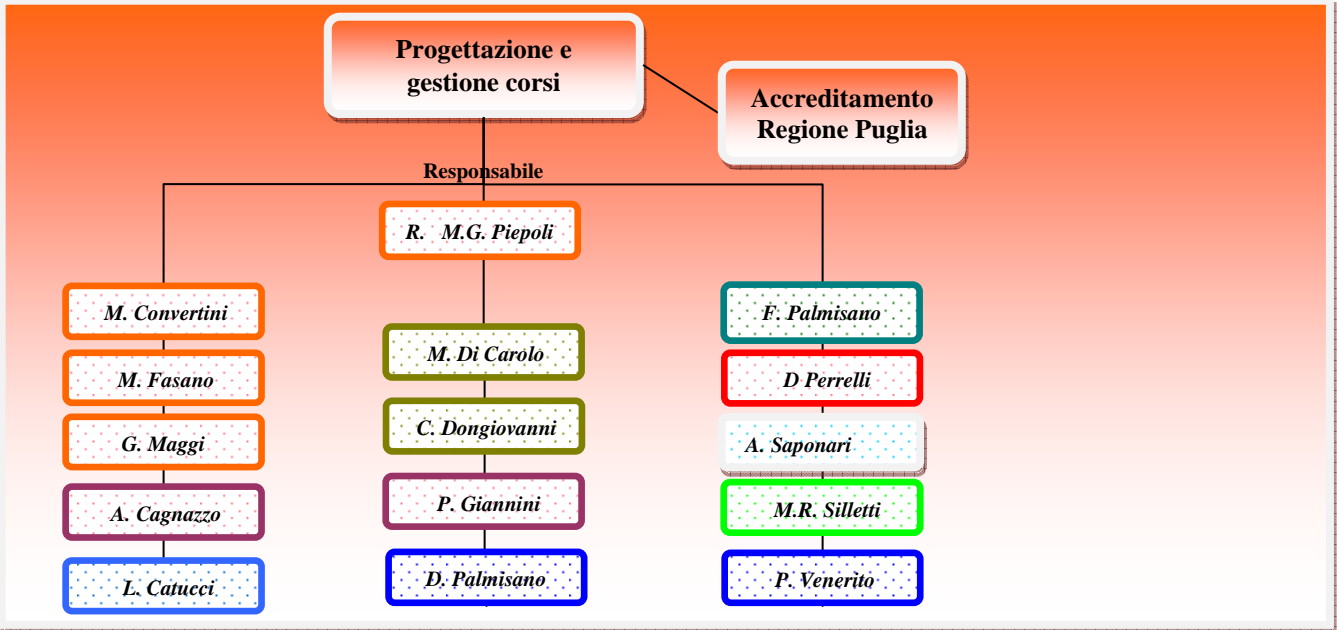 Progettazione e
gestione corsi
Accreditamento
Regione Puglia
Responsabile
R. M.G. Piepoli
M. Convertini
M. Fasano
G. Maggi
A. Cagnazzo
L. Catucci
M. Di Carolo
C. Dongiovanni
P. Giannini
D. Palmisano
F. Palmisano
D Perrelli
A. Saponari
M.R. Silletti
P. Venerito